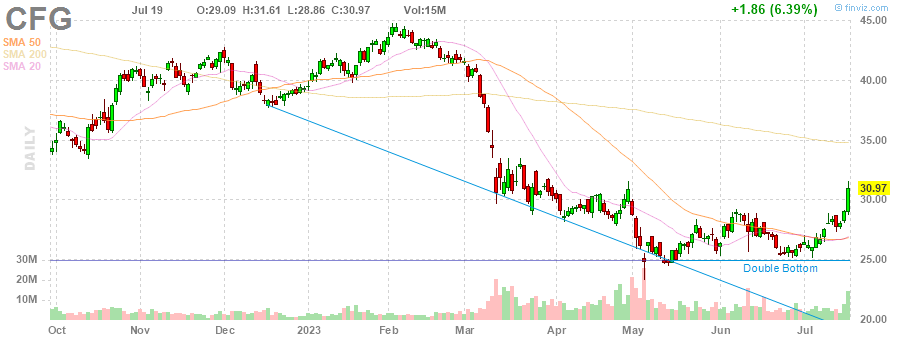 CFG
Jul 19 O:29.09 H:31.61 L:28.86 C:30.97 Vol:15M +1.86 (6.39%)
© finviz.com
SMA 50
SMA 200
SMA 20
DAILY
45.00
40.00
35.00
30.97
30.00
25.00
20.00
30M
20M
10M
Double Bottom
Oct Nov Dec 2023 Feb Mar Apr May Jun Jul